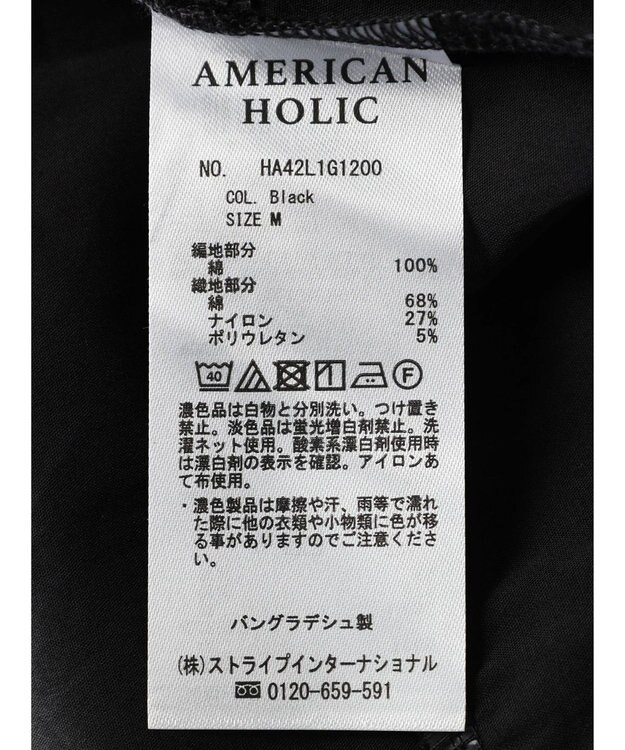 AMERICAN
HOLIC
NO. HA42L1G1200
COL. Black
SIZE M
編地部分
綿 100%
織地部分
綿 68%
ナイロン 27%
ポリウレタン 5%
40 F
濃色品は白物と分別洗い。つけ置き
禁止。淡色品は蛍光増白剤禁止。洗
濯ネット使用。酸素系漂白剤使用時
は漂白剤の表示を確認。アイロンあ
て布使用。
・濃色製品は摩擦や汗、雨等で濡れ
た際に他の衣類や小物類に色が移
る事がありますのでご注意くださ
い。
バングラデシュ製
(株)ストライプインターナショナル
0120-659-591